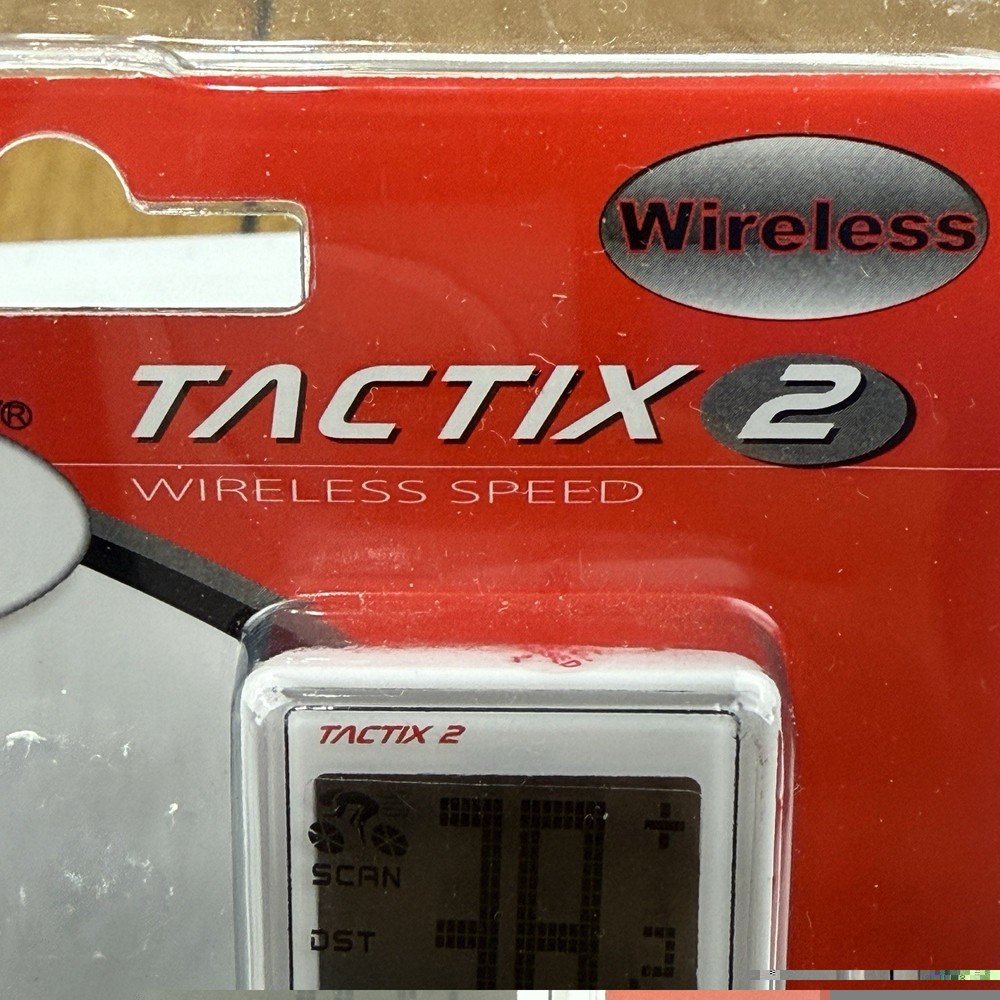 Wireless
®
TACTIX 2
WIRELESS SPEED
TACTIX 2
SCAN
DST